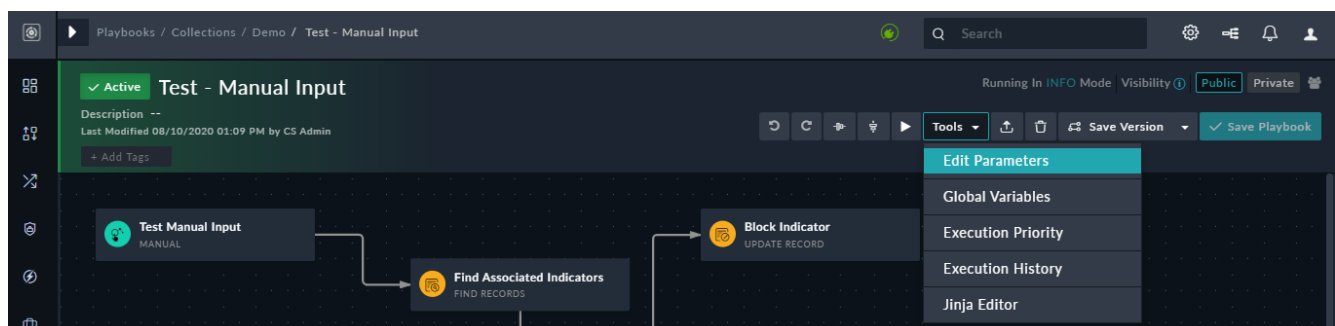 Playbooks / Collections / Demo / Test - Manual Input
Search
Active Test - Manual Input
Running In INFO Mode Visibility Public Private
Description --
Last Modified 08/10/2020 01:09 PM by CS Admin
Tools Save Version Save Playbook
+ Add Tags
Edit Parameters
Global Variables
Execution Priority
Execution History
Jinja Editor
Test Manual Input
MANUAL
Block Indicator
UPDATE RECORD
Find Associated Indicators
FIND RECORDS